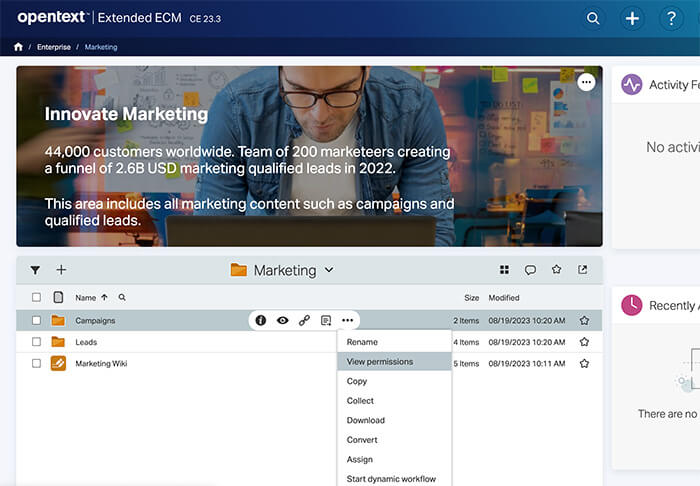 opentext™ | Extended ECM CE 23.3
Enterprise / Marketing
Innovate Marketing
44,000 customers worldwide. Team of 200 marketeers creating
a funnel of 2.6B USD marketing qualified leads in 2022.
This area includes all marketing content such as campaigns and
qualified leads.
Activity Fe
No activi
Marketing
Name Size Modified
Campaigns 2 Items 08/19/2023 10:20 AM
Leads 4 Items 08/19/2023 10:20 AM
Marketing Wiki 5 Items 08/19/2023 10:11 AM
Rename
View permissions
Copy
Collect
Download
Convert
Assign
Start dynamic workflow
Recently A
There are no